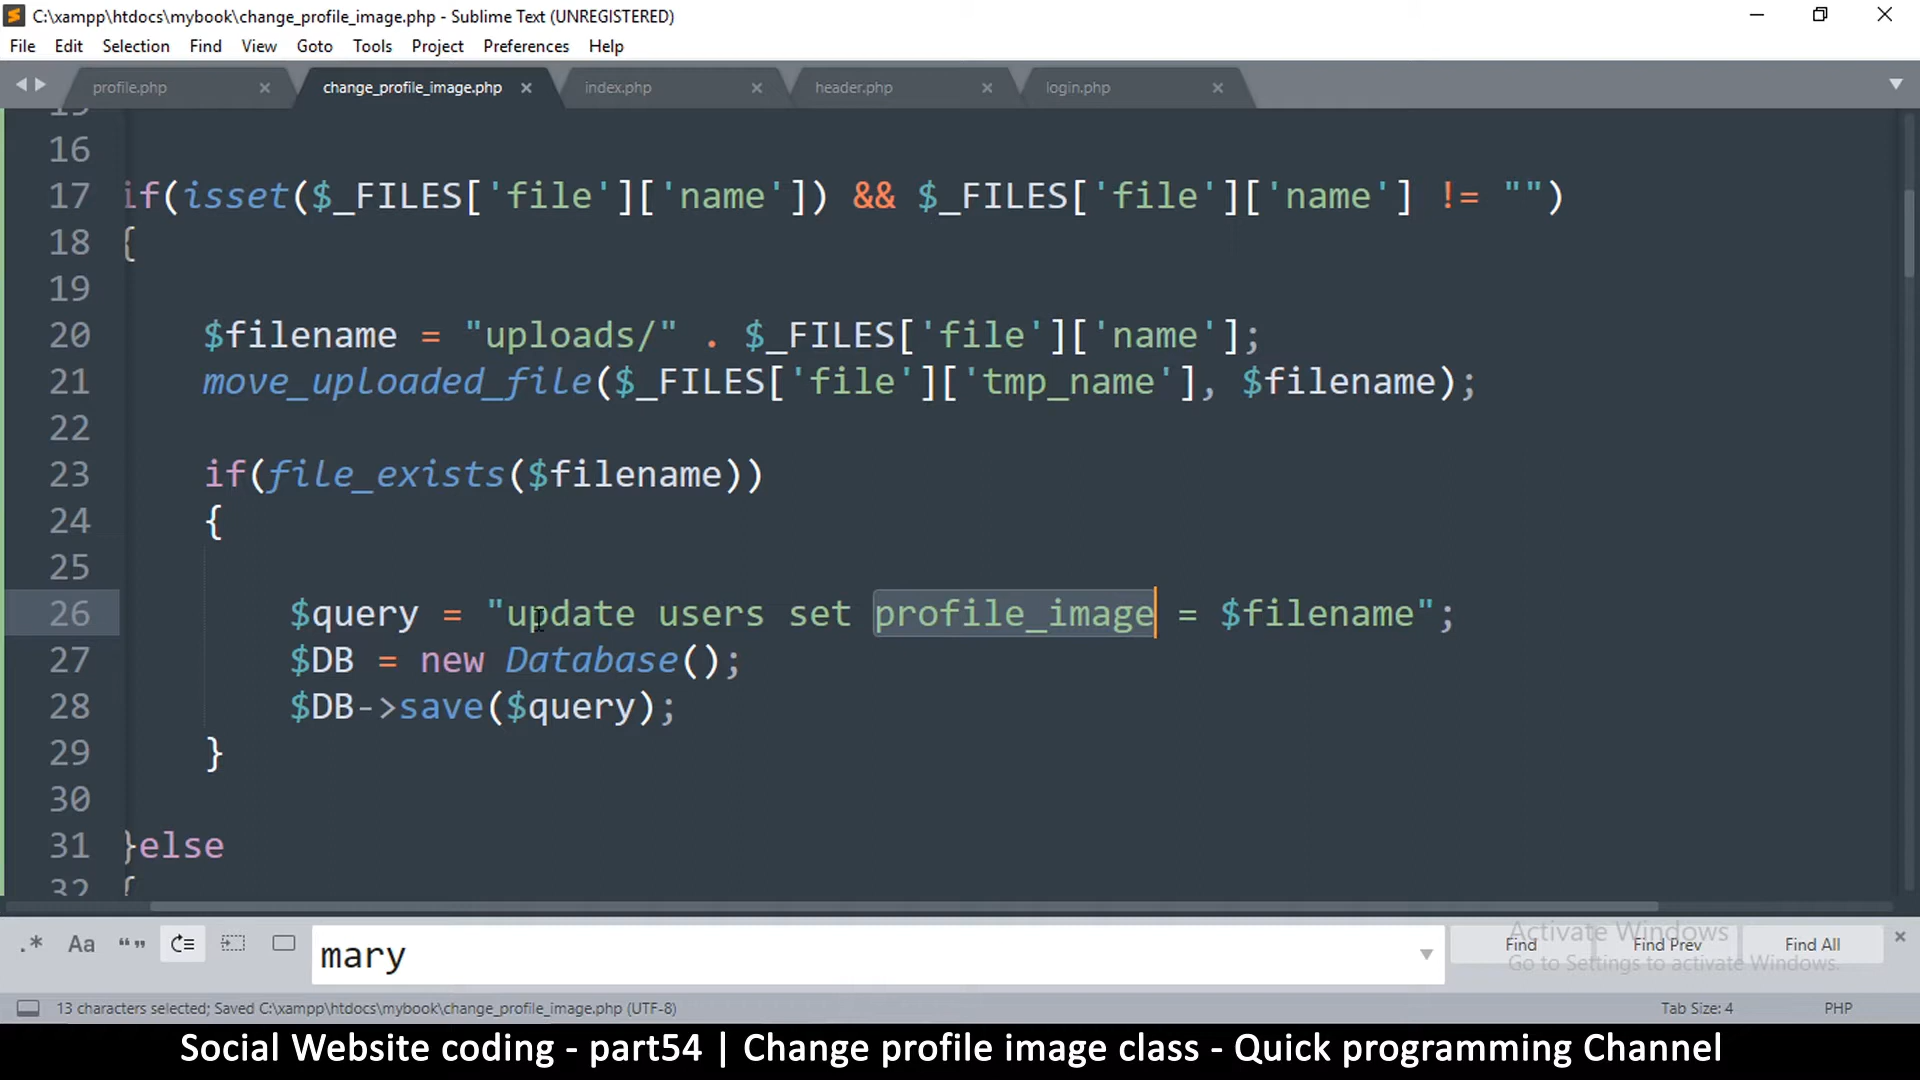 C:\xampp\htdocs\mybook\change_profile_image.php - Sublime Text (UNREGISTERED)
File Edit Selection Find View Goto Tools Project Preferences Help
profile.php × change_profile_image.php × index.php × header.php × login.php ×
15
16
17 if(isset($_FILES['file']['name']) && $_FILES['file']['name'] != "")
18 {
19
20 $filename = "uploads/" . $_FILES['file']['name'];
21 move_uploaded_file($_FILES['file']['tmp_name'], $filename);
22
23 if(file_exists($filename))
24 {
25
26 $query = "update users set profile_image = $filename";
27 $DB = new Database();
28 $DB->save($query);
29 }
30
31 }else
32 {
.* Aa “” mary Find Find Prev Find All ×
Activate Windows
Go to Settings to activate Windows.
13 characters selected; Saved C:\xampp\htdocs\mybook\change_profile_image.php (UTF-8) Tab Size: 4 PHP
Social Website coding - part54 | Change profile image class - Quick programming Channel